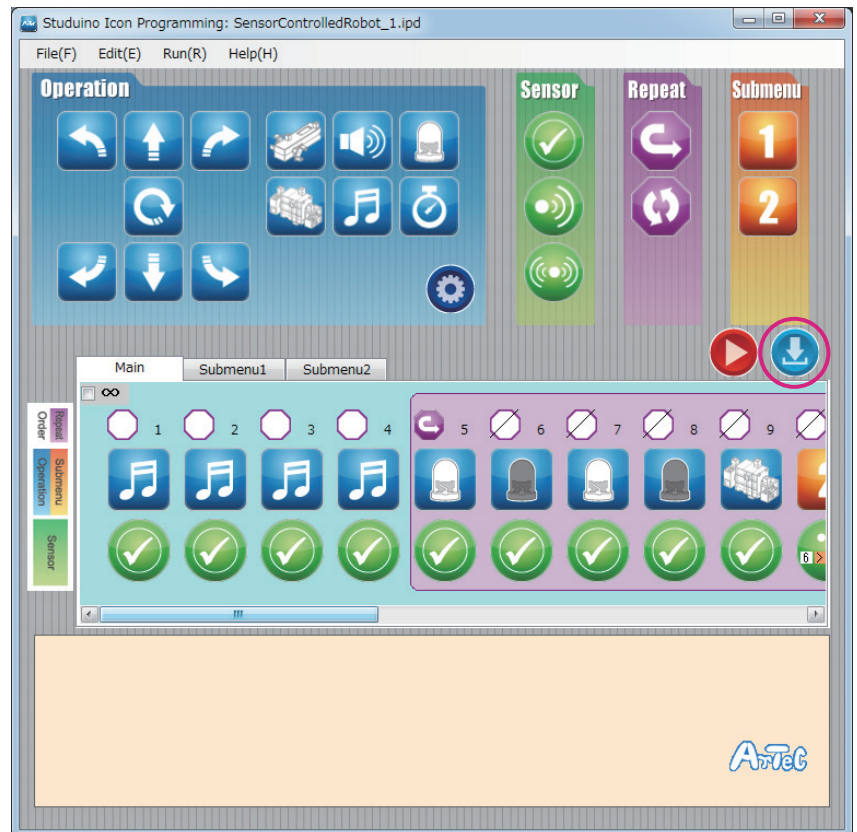 Studuino Icon Programming: SensorControlledRobot_1.ipd
File(F) Edit(E) Run(R) Help(H)
Operation
Sensor
Repeat
Submenu
1
2
Main
Submenu1
Submenu2
∞
Repeat
Order
Submenu
Operation
Sensor
1 2 3 4 5 6 7 8 9
2
6 >
ArTeC